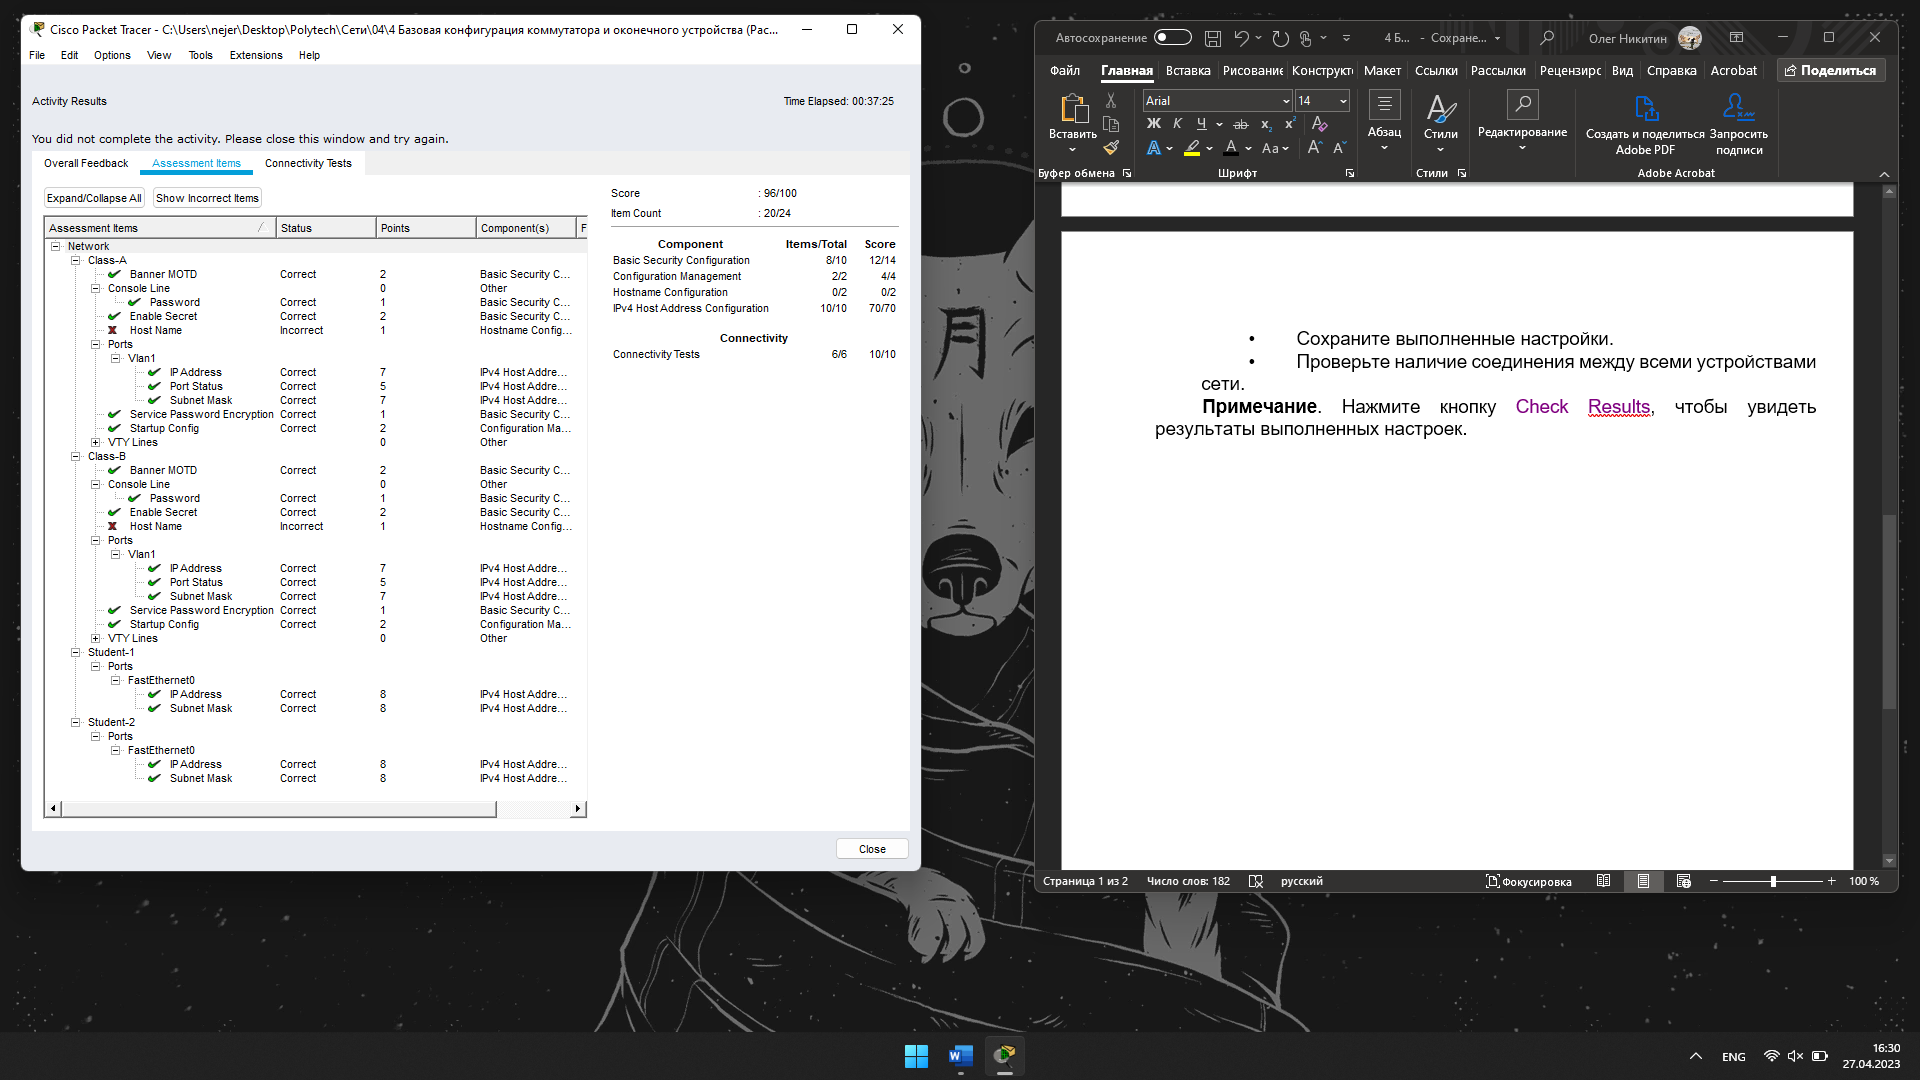 Cisco Packet Tracer - C:\Users\nejer\Desktop\Polytech\Сети\04\4 Базовая конфигурация коммутатора и оконечного устройства (Рас...
File Edit Options View Tools Extensions Help
Activity Results
Time Elapsed: 00:37:25
You did not complete the activity. Please close this window and try again.
Overall Feedback Assessment Items Connectivity Tests
Expand/Collapse All Show Incorrect Items
Assessment Items Status Points Component(s) F
Network
Class-A
Banner MOTD Correct 2 Basic Security C...
Console Line 0 Other
Password Correct 1 Basic Security C...
Enable Secret Correct 2 Basic Security C...
Host Name Incorrect 1 Hostname Config...
Ports
Vlan1
IP Address Correct 7 IPv4 Host Addre...
Port Status Correct 5 IPv4 Host Addre...
Subnet Mask Correct 7 IPv4 Host Addre...
Service Password Encryption Correct 1 Basic Security C...
Startup Config Correct 2 Configuration Ma...
VTY Lines 0 Other
Class-B
Banner MOTD Correct 2 Basic Security C...
Console Line 0 Other
Password Correct 1 Basic Security C...
Enable Secret Correct 2 Basic Security C...
Host Name Incorrect 1 Hostname Config...
Ports
Vlan1
IP Address Correct 7 IPv4 Host Addre...
Port Status Correct 5 IPv4 Host Addre...
Subnet Mask Correct 7 IPv4 Host Addre...
Service Password Encryption Correct 1 Basic Security C...
Startup Config Correct 2 Configuration Ma...
VTY Lines 0 Other
Student-1
Ports
FastEthernet0
IP Address Correct 8 IPv4 Host Addre...
Subnet Mask Correct 8 IPv4 Host Addre...
Student-2
Ports
FastEthernet0
IP Address Correct 8 IPv4 Host Addre...
Subnet Mask Correct 8 IPv4 Host Addre...
Score : 96/100
Item Count : 20/24
Component Items/Total Score
Basic Security Configuration 8/10 12/14
Configuration Management 2/2 4/4
Hostname Configuration 0/2 0/2
IPv4 Host Address Configuration 10/10 70/70
Connectivity
Connectivity Tests 6/6 10/10
Close
月
Автосохранение 4 Б... - Сохране... Олег Никитин
Файл Главная Вставка Рисование Конструкт Макет Ссылки Рассылки Рецензирс Вид Справка Acrobat Поделиться
Вставить
Буфер обмена
Arial 14
Ж К Ч ab x₂ x² A
A A Aa A A
Шрифт
Абзац
Стили
Стили
Редактирование
Создать и поделиться Adobe PDF
Запросить подписи
Adobe Acrobat
• Сохраните выполненные настройки.
• Проверьте наличие соединения между всеми устройствами
сети.
Примечание. Нажмите кнопку Check Results, чтобы увидеть
результаты выполненных настроек.
Страница 1 из 2 Число слов: 182 русский Фокусировка 100 %
ENG
16:30
27.04.2023